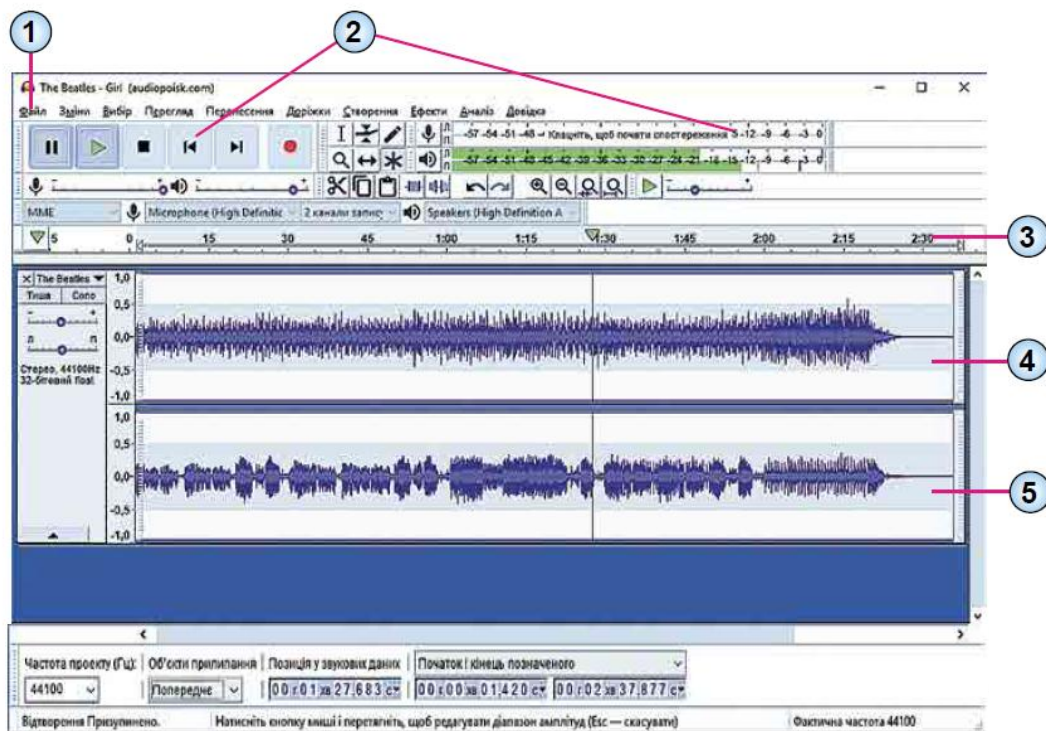 1
2
The Beatles - Girl (audiopoisk.com)
Файл Зміни Вибір Перегляд Перенесення Доріжки Створення Ефекти Аналіз Довідка
-57 -54 -51 -48 Клацніть, щоб почати спостереження -12 -9 -6 -3 0
-57 -54 -51 -48 -45 -42 -39 -36 -33 -30 -27 -24 -21 -18 -15 -12 -9 -6 -3 0
MME Microphone (High Definitic 2 канали запису Speakers (High Definition A
5 0 15 30 45 1:00 1:15 1:30 1:45 2:00 2:15 2:30
3
The Beatles
Тиша Соло
- +
Л П
Стерео, 44100Hz
32-бітовий float
1,0
0,5
0,0
-0,5
-1,0
4
1,0
0,5
0,0
-0,5
-1,0
5
Частота проекту (Гц): Об'єкти прилипання Позиція у звукових даних Початок і кінець позначеного
44100 Попереднє 00 г 01 хв 27,683 с 00 г 00 хв 01,420 с 00 г 02 хв 37,877 с
Відтворення Призупинено. Натисніть кнопку миші і перетягніть, щоб редагувати діапазон амплітуд (Esc — скасувати) Фактична частота 44100